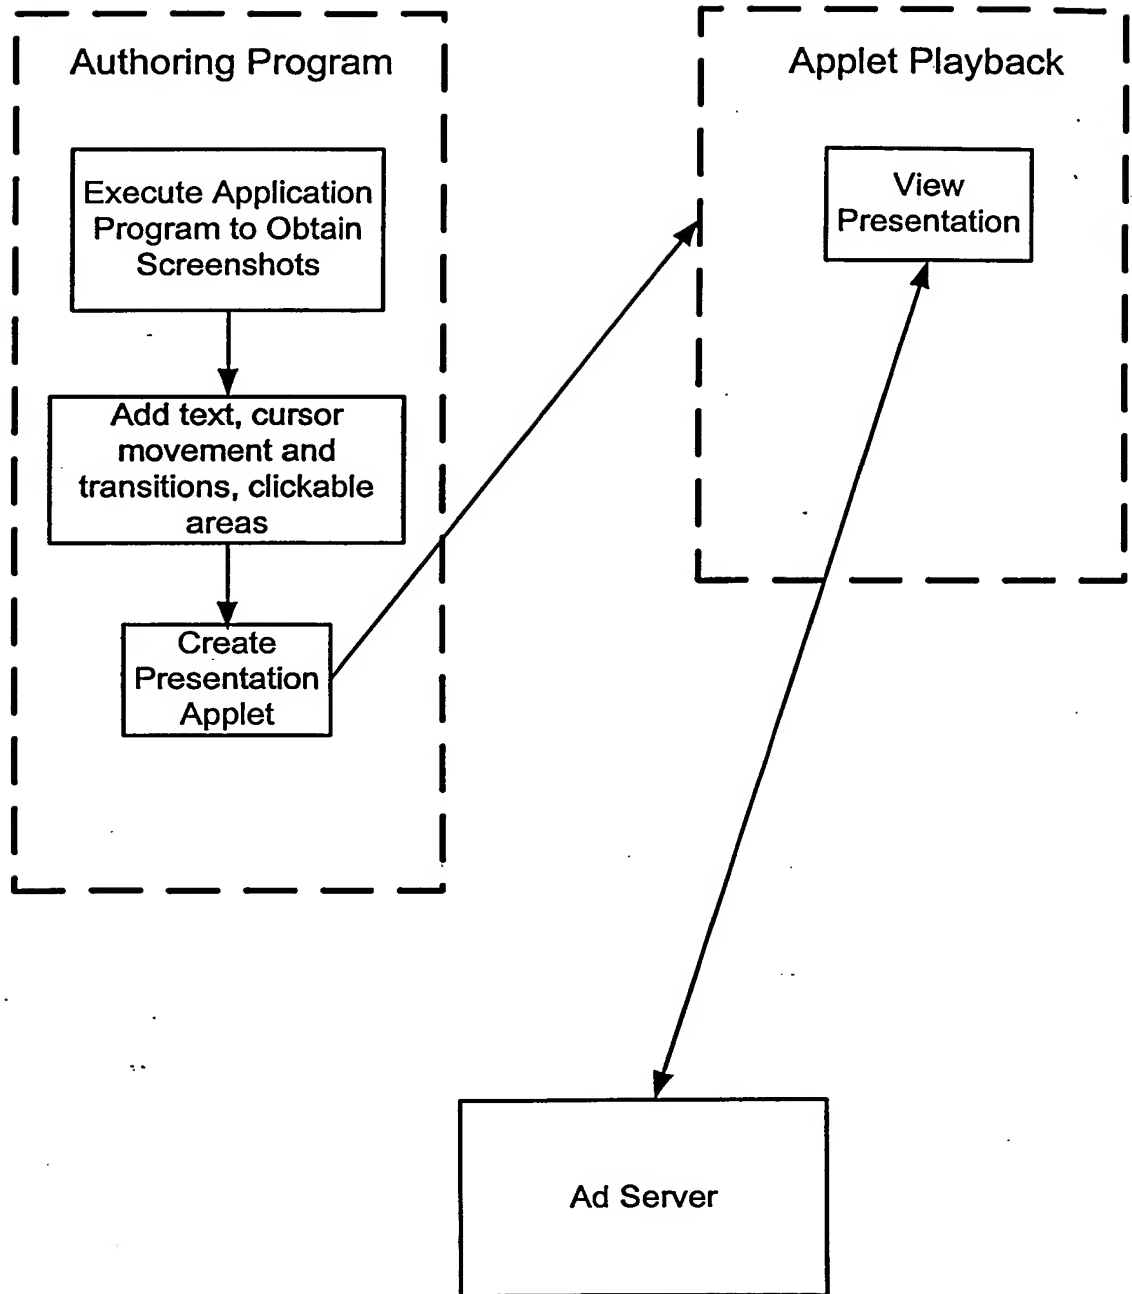 Authoring Program
Execute Application
Program to Obtain
Screenshots
Add text, cursor
movement and
transitions, clickable
areas
Create
Presentation
Applet
Applet Playback
View
Presentation
Ad Server